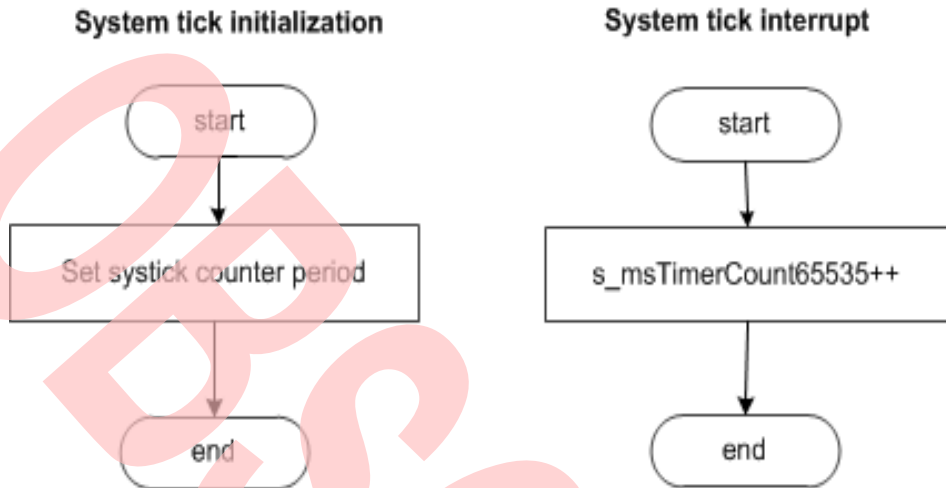 System tick initialization
start
Set systick counter period
end
System tick interrupt
start
s_msTimerCount65535++
end